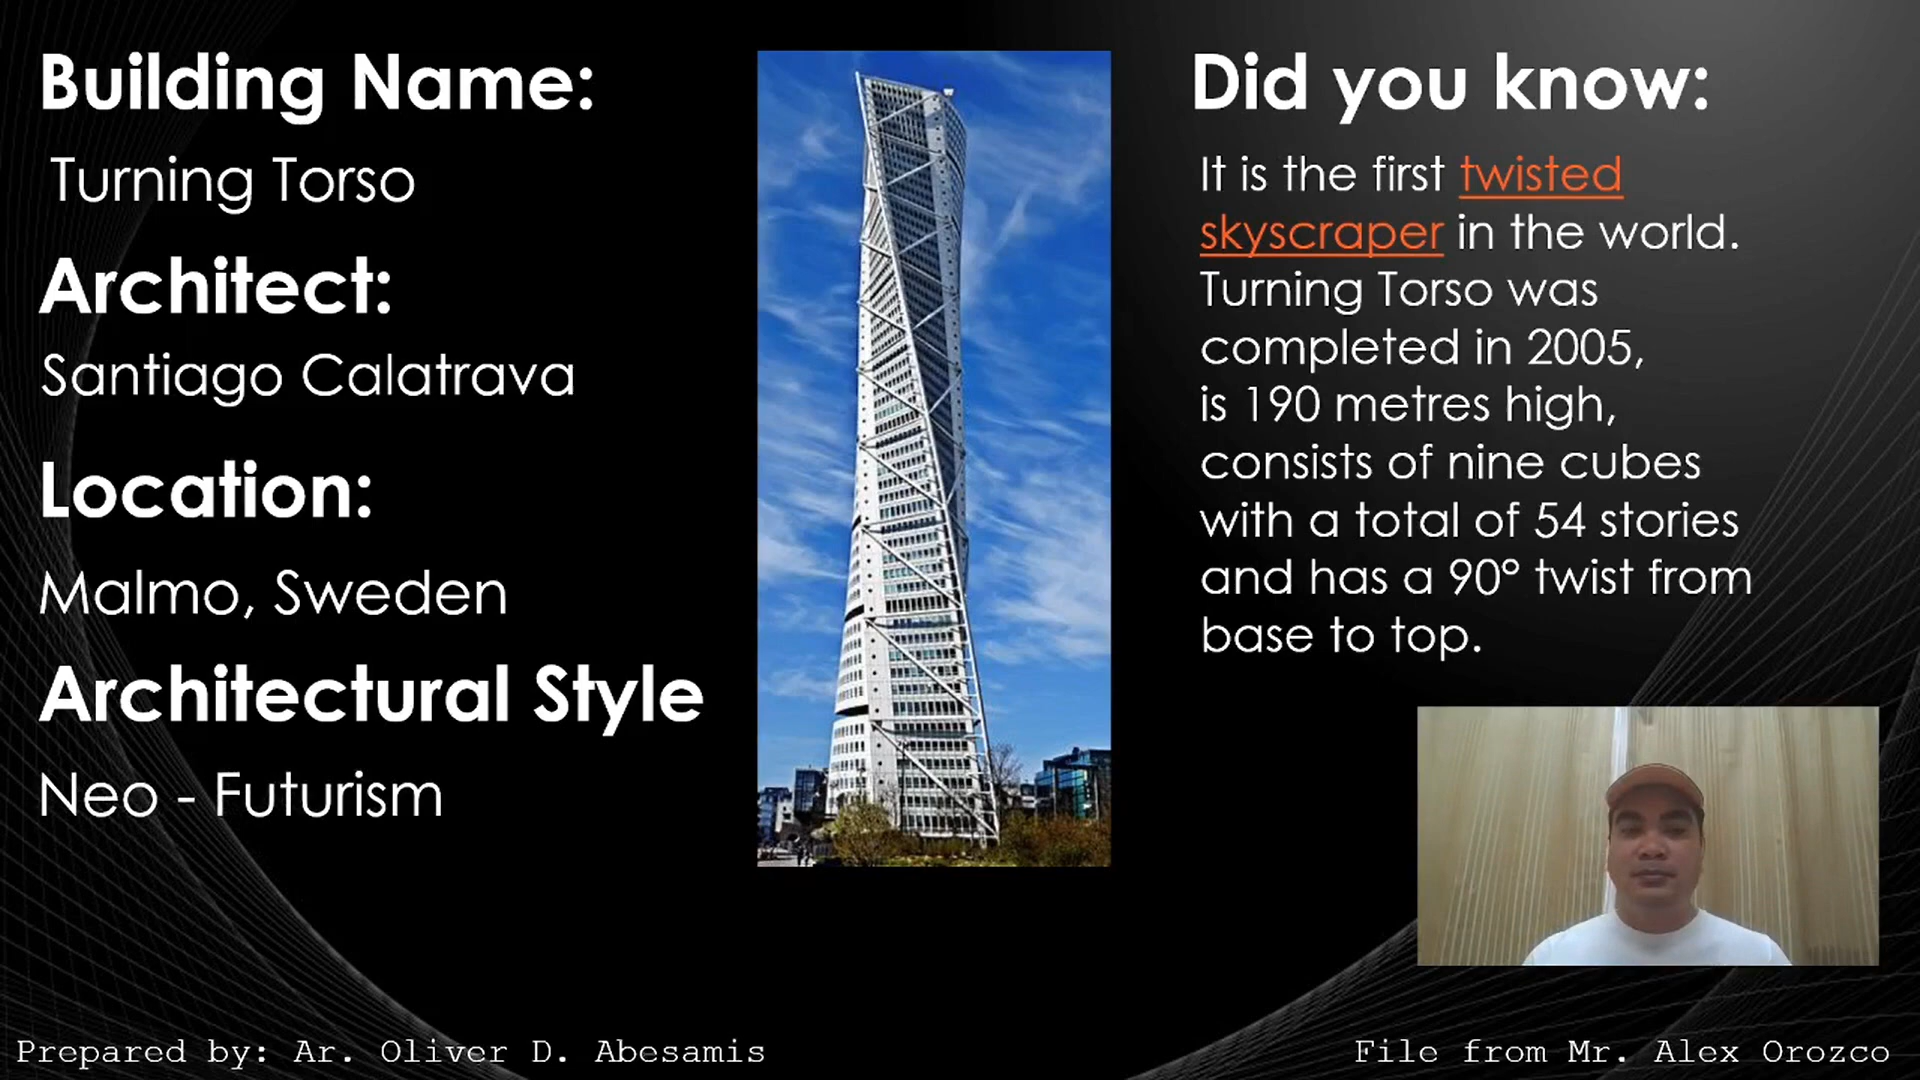 Building Name:
Turning Torso
Architect:
Santiago Calatrava
Location:
Malmo, Sweden
Architectural Style
Neo - Futurism
Did you know:
It is the first twisted
skyscraper in the world.
Turning Torso was
completed in 2005,
is 190 metres high,
consists of nine cubes
with a total of 54 stories
and has a 90° twist from
base to top.
Prepared by: Ar. Oliver D. Abesamis
File from Mr. Alex Orozco